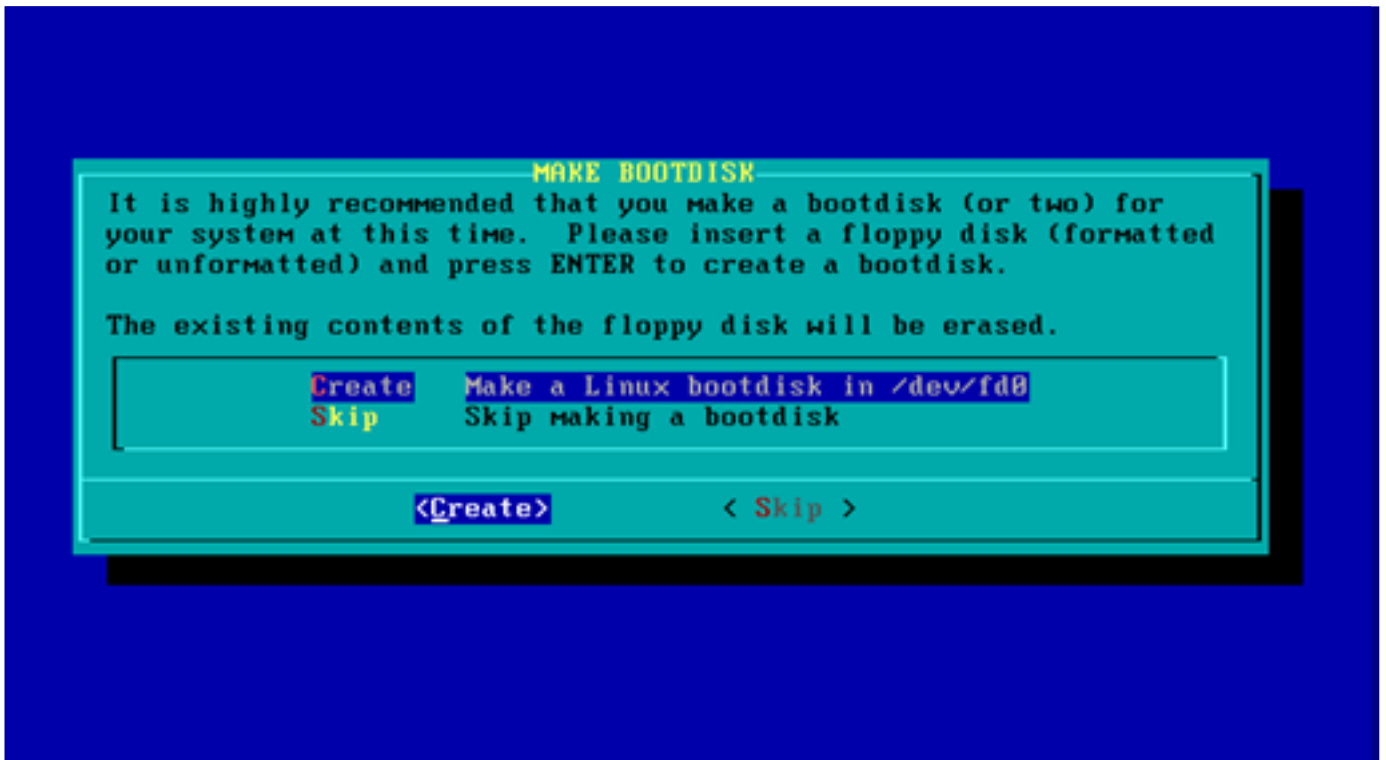 MAKE BOOTDISK
It is highly recommended that you make a bootdisk (or two) for
your system at this time.  Please insert a floppy disk (formatted
or unformatted) and press ENTER to create a bootdisk.
The existing contents of the floppy disk will be erased.
Create   Make a Linux bootdisk in /dev/fd0
Skip     Skip making a bootdisk
<Create>          < Skip >